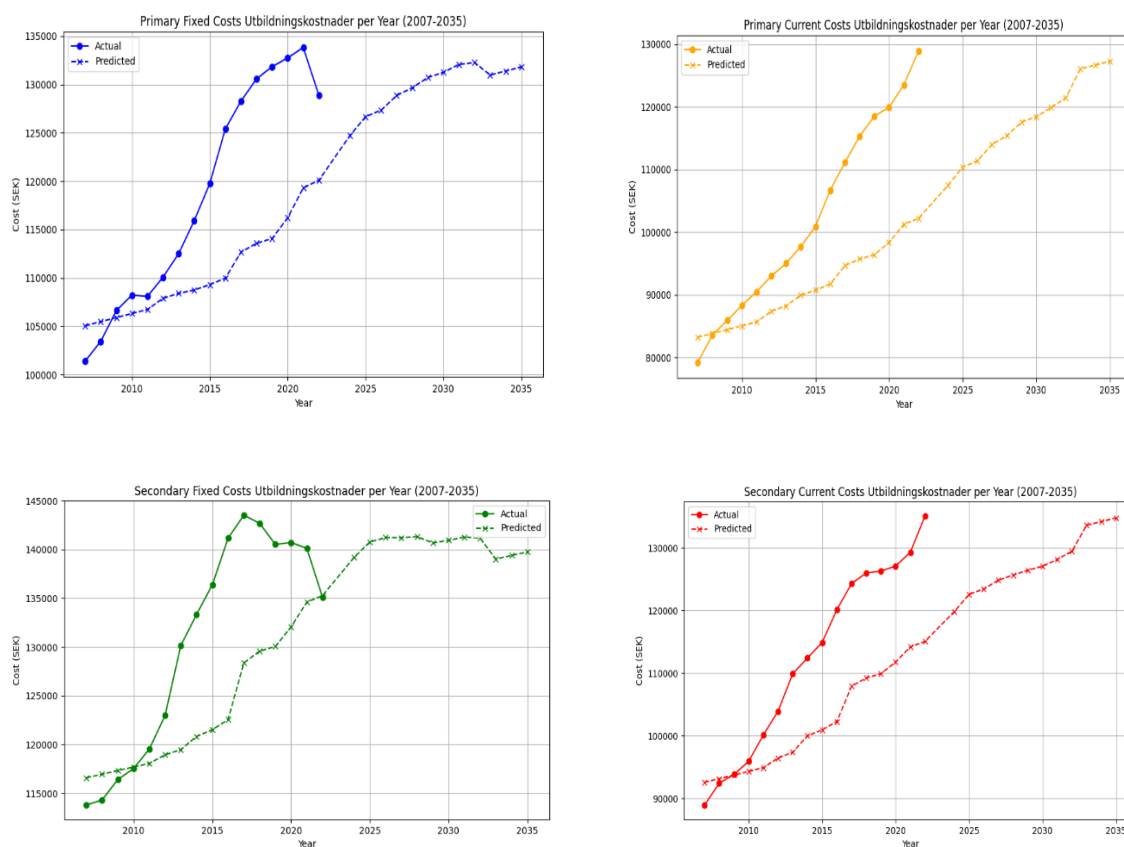 Primary Fixed Costs Utbildningskostnader per Year (2007-2035)
135000
130000
125000
120000
115000
110000
105000
100000
Cost (SEK)
Actual
Predicted
2010 2015 2020 2025 2030 2035
Year
Primary Current Costs Utbildningskostnader per Year (2007-2035)
130000
120000
110000
100000
90000
80000
Cost (SEK)
Actual
Predicted
2010 2015 2020 2025 2030 2035
Year
Secondary Fixed Costs Utbildningskostnader per Year (2007-2035)
145000
140000
135000
130000
125000
120000
115000
Cost (SEK)
Actual
Predicted
2010 2015 2020 2025 2030 2035
Year
Secondary Current Costs Utbildningskostnader per Year (2007-2035)
130000
120000
110000
100000
90000
Cost (SEK)
Actual
Predicted
2010 2015 2020 2025 2030 2035
Year